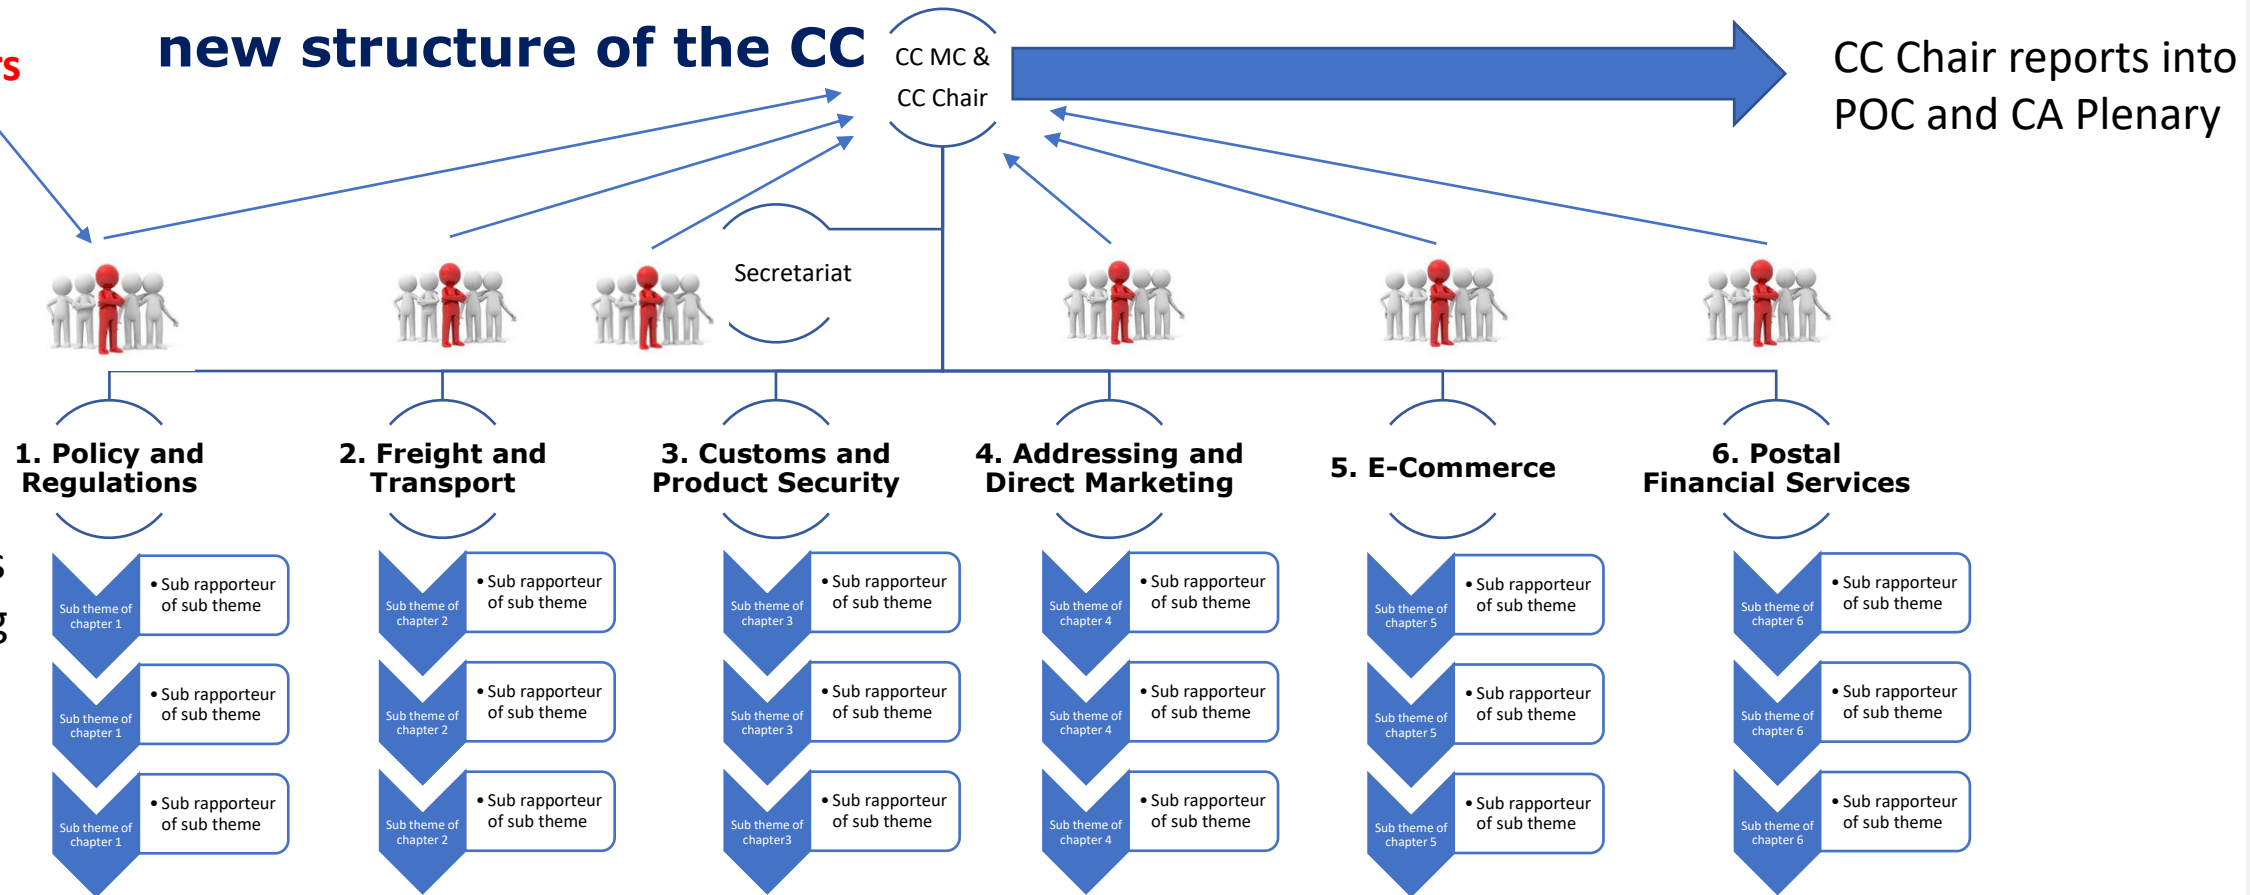 rs
new structure of the CC
CC MC &
CC Chair
CC Chair reports into
POC and CA Plenary
Secretariat
1. Policy and
Regulations
2. Freight and
Transport
3. Customs and
Product Security
4. Addressing and
Direct Marketing
5. E-Commerce
6. Postal
Financial Services
s
g
Sub theme of
chapter 1
• Sub rapporteur
of sub theme
Sub theme of
chapter 1
• Sub rapporteur
of sub theme
Sub theme of
chapter 1
• Sub rapporteur
of sub theme
Sub theme of
chapter 2
• Sub rapporteur
of sub theme
Sub theme of
chapter 2
• Sub rapporteur
of sub theme
Sub theme of
chapter 2
• Sub rapporteur
of sub theme
Sub theme of
chapter 3
• Sub rapporteur
of sub theme
Sub theme of
chapter 3
• Sub rapporteur
of sub theme
Sub theme of
chapter3
• Sub rapporteur
of sub theme
Sub theme of
chapter 4
• Sub rapporteur
of sub theme
Sub theme of
chapter 4
• Sub rapporteur
of sub theme
Sub theme of
chapter 4
• Sub rapporteur
of sub theme
Sub theme of
chapter 5
• Sub rapporteur
of sub theme
Sub theme of
chapter 5
• Sub rapporteur
of sub theme
Sub theme of
chapter 5
• Sub rapporteur
of sub theme
Sub theme of
chapter 6
• Sub rapporteur
of sub theme
Sub theme of
chapter 6
• Sub rapporteur
of sub theme
Sub theme of
chapter 6
• Sub rapporteur
of sub theme